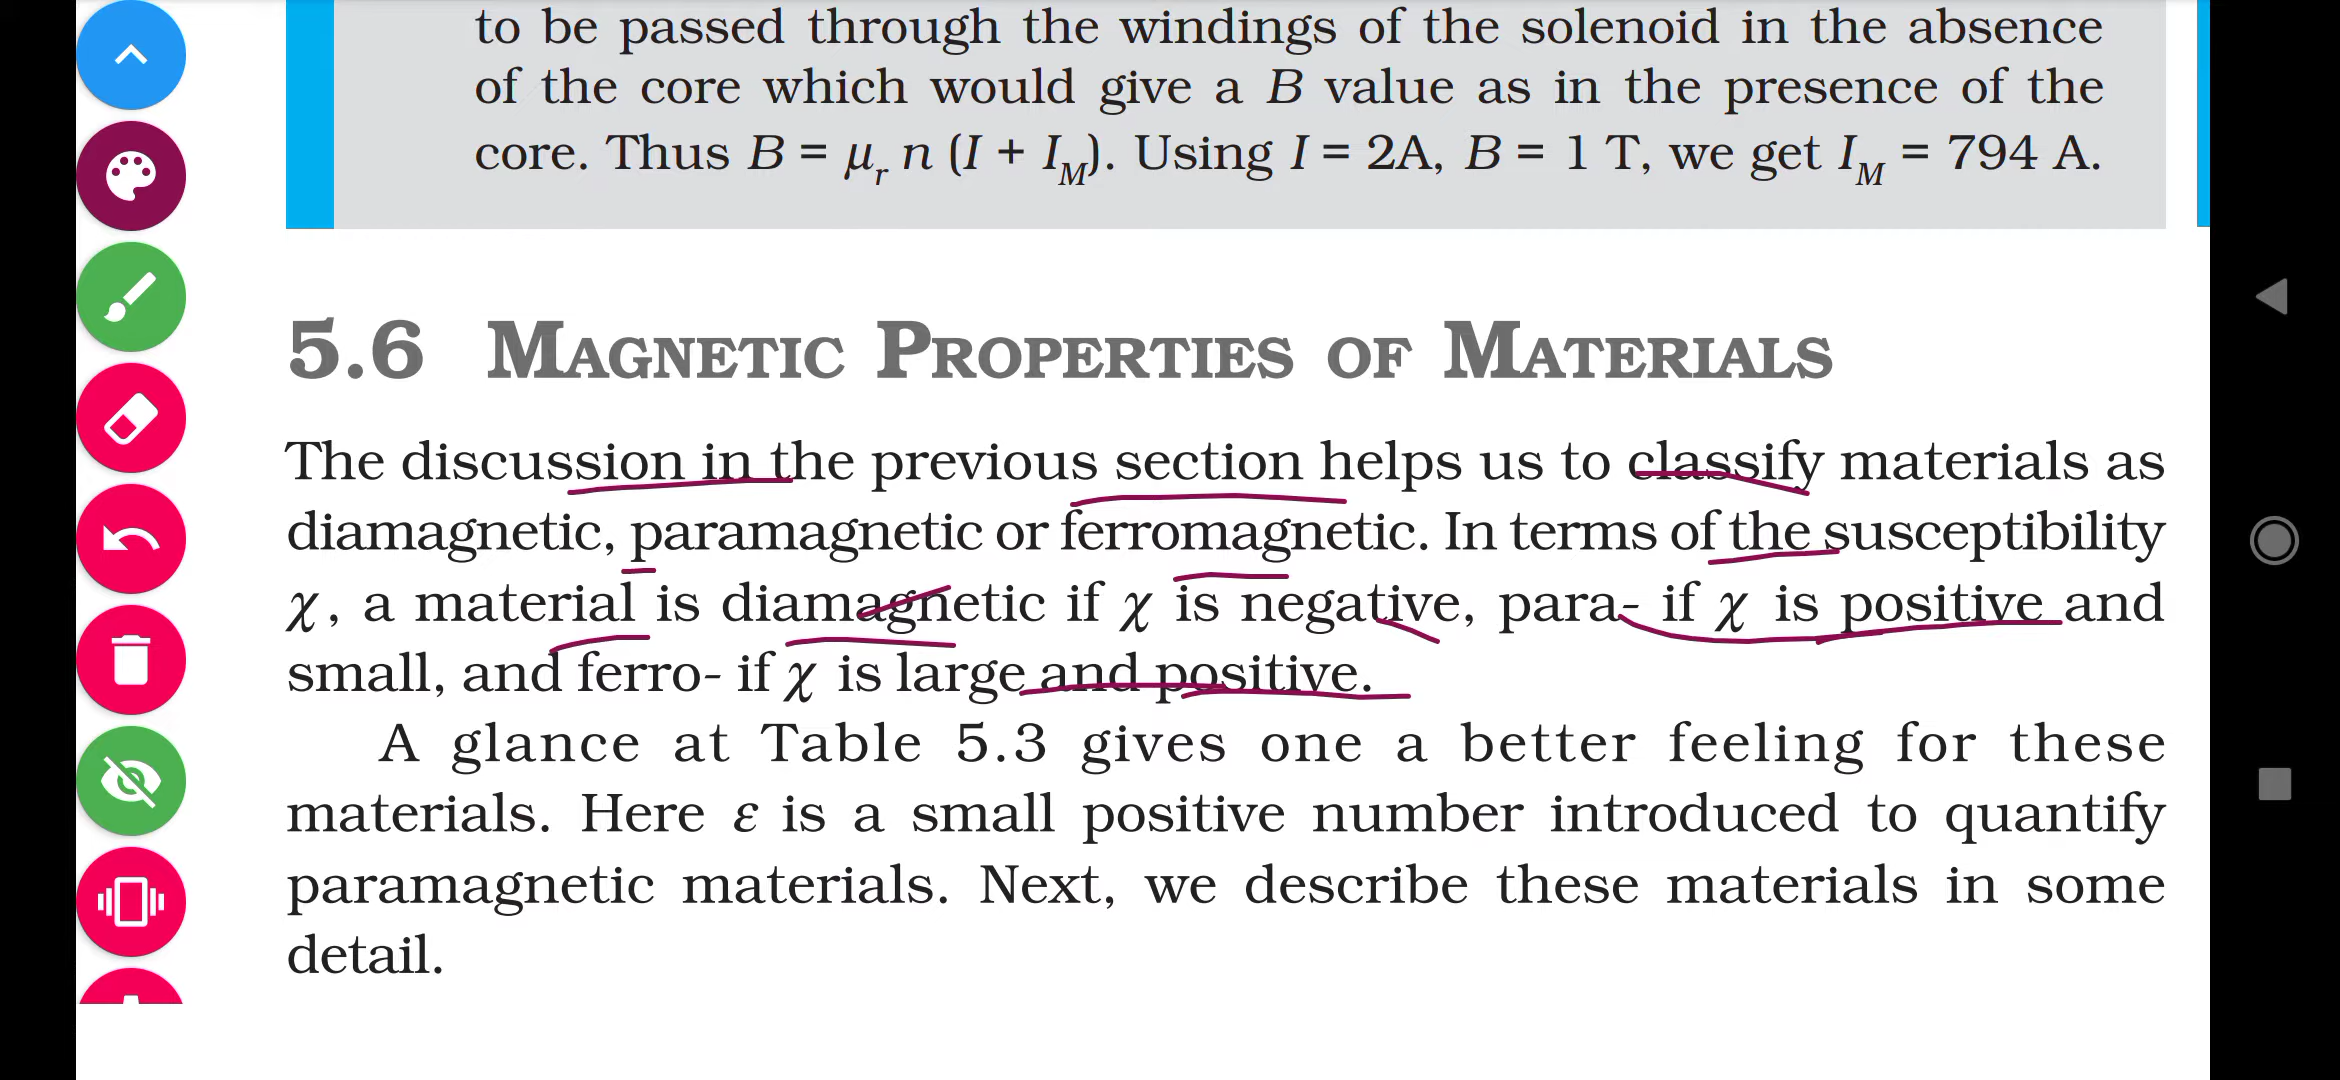 to be passed through the windings of the solenoid in the absence
of the core which would give a B value as in the presence of the
core. Thus B = μr n (I + IM). Using I = 2A, B = 1 T, we get IM = 794 A.
5.6 MAGNETIC PROPERTIES OF MATERIALS
The discussion in the previous section helps us to classify materials as
diamagnetic, paramagnetic or ferromagnetic. In terms of the susceptibility
χ, a material is diamagnetic if χ is negative, para- if χ is positive and
small, and ferro- if χ is large and positive.
A glance at Table 5.3 gives one a better feeling for these
materials. Here ε is a small positive number introduced to quantify
paramagnetic materials. Next, we describe these materials in some
detail.